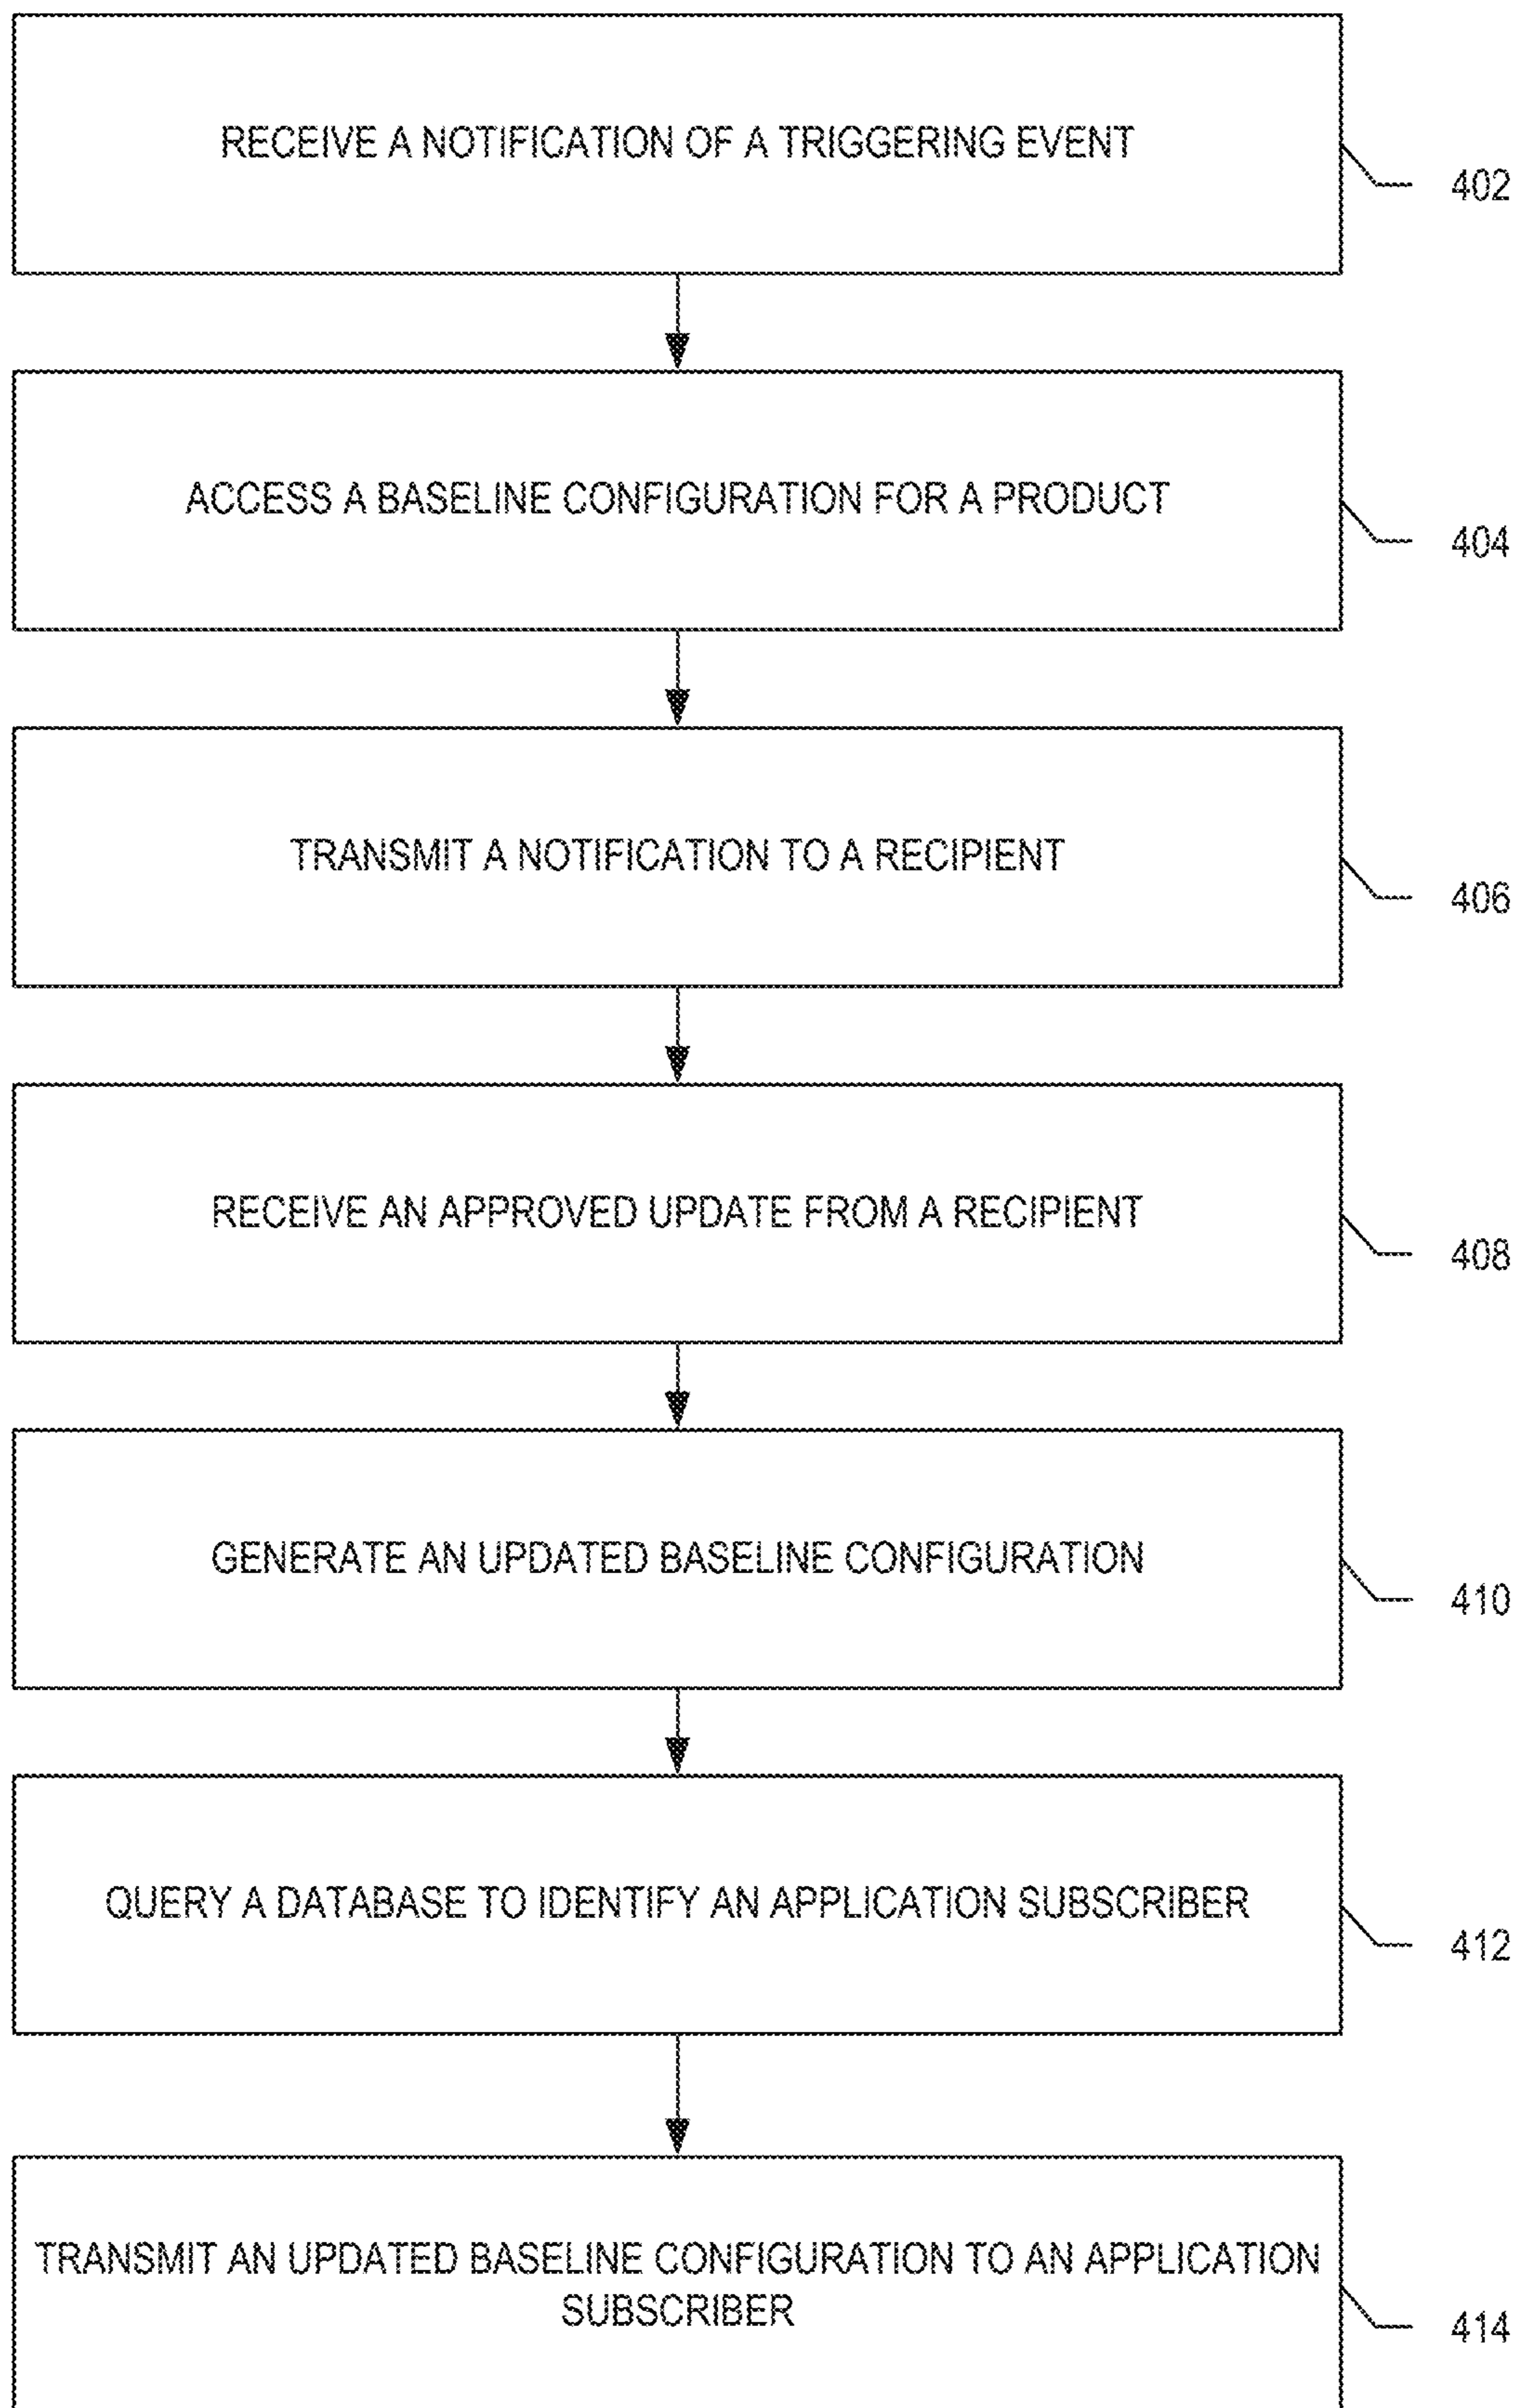 RECEIVE A NOTIFICATION OF A TRIGGERING EVENT
402
ACCESS A BASELINE CONFIGURATION FOR A PRODUCT
404
TRANSMIT A NOTIFICATION TO A RECIPIENT
406
RECEIVE AN APPROVED UPDATE FROM A RECIPIENT
408
GENERATE AN UPDATED BASELINE CONFIGURATION
410
QUERY A DATABASE TO IDENTIFY AN APPLICATION SUBSCRIBER
412
TRANSMIT AN UPDATED BASELINE CONFIGURATION TO AN APPLICATION
SUBSCRIBER
414